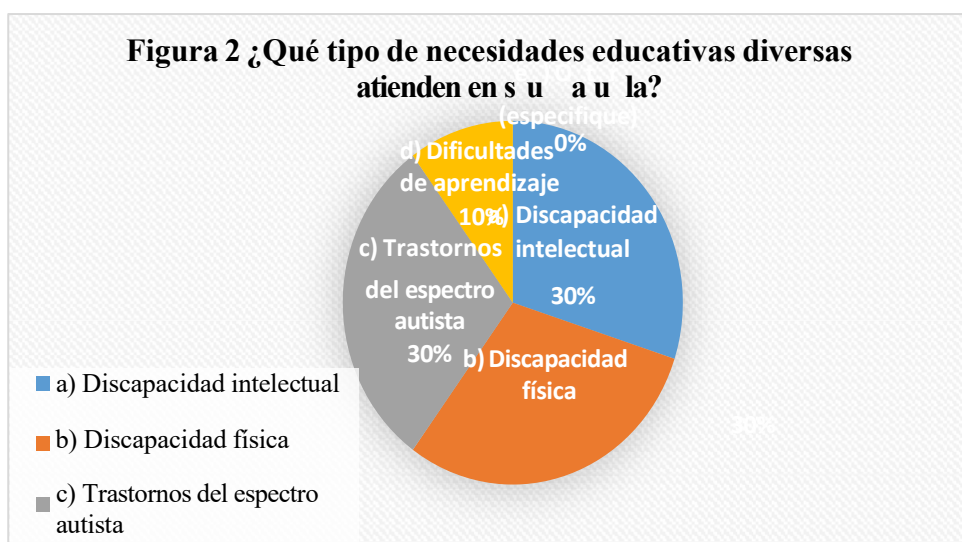 Figura 2 ¿Qué tipo de necesidades educativas diversas
atienden en s u a u la?
(especifique)
0%
d) Dificultades
de aprendizaje
10%
a) Discapacidad
intelectual
30%
c) Trastornos
del espectro
autista
30%
b) Discapacidad
física
30%
a) Discapacidad intelectual
b) Discapacidad física
c) Trastornos del espectro
autista